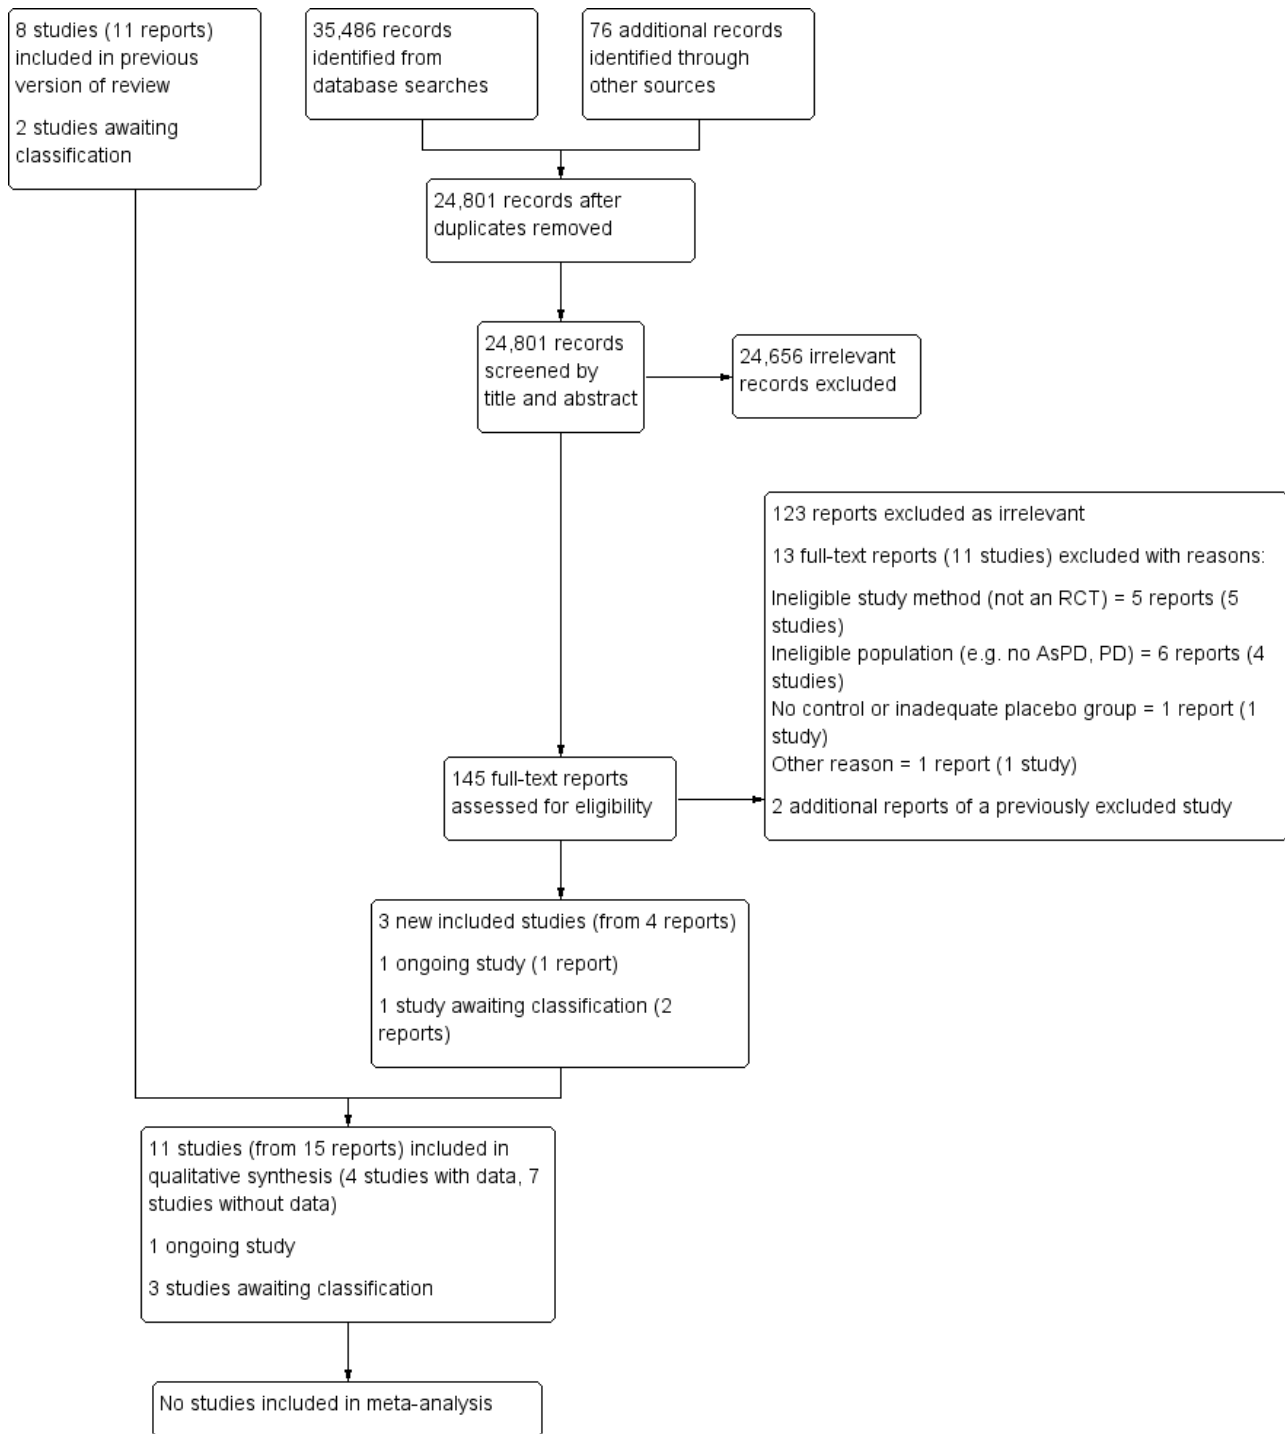 8 studies (11 reports)
included in previous
version of review
2 studies awaiting
classification
35,486 records
identified from
database searches
76 additional records
identified through
other sources
24,801 records after
duplicates removed
24,801 records
screened by
title and abstract
24,656 irrelevant
records excluded
123 reports excluded as irrelevant
13 full-text reports (11 studies) excluded with reasons:
Ineligible study method (not an RCT) = 5 reports (5
studies)
Ineligible population (e.g. no AsPD, PD) = 6 reports (4
studies)
No control or inadequate placebo group = 1 report (1
study)
Other reason = 1 report (1 study)
2 additional reports of a previously excluded study
145 full-text reports
assessed for eligibility
3 new included studies (from 4 reports)
1 ongoing study (1 report)
1 study awaiting classification (2
reports)
11 studies (from 15 reports) included in
qualitative synthesis (4 studies with data, 7
studies without data)
1 ongoing study
3 studies awaiting classification
No studies included in meta-analysis